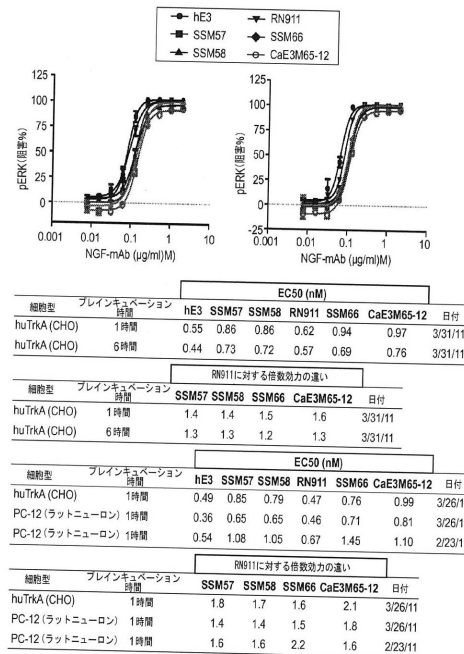 hE3 RN911
SSM57 SSM66
SSM58 CaE3M65-12
125 125
100 100
75 75
50 50
25 25
0 0
-25
pERK(阻害%) pERK(阻害%)
0.001 0.01 0.1 1 10 0.001 0.01 0.1 1 10
NGF-mAb (µg/ml)M) NGF-mAb (µg/ml)M)
EC50 (nM)
細胞型 プレインキュベーション時間 hE3 SSM57 SSM58 RN911 SSM66 CaE3M65-12 日付
huTrkA (CHO) 1時間 0.55 0.86 0.86 0.62 0.94 0.97 3/31/11
huTrkA (CHO) 6時間 0.44 0.73 0.72 0.57 0.69 0.76 3/31/11
RN911に対する倍数効力の違い
細胞型 プレインキュベーション時間 SSM57 SSM58 SSM66 CaE3M65-12 日付
huTrkA (CHO) 1時間 1.4 1.4 1.5 1.6 3/31/11
huTrkA (CHO) 6時間 1.3 1.3 1.2 1.3 3/31/11
EC50 (nM)
細胞型 プレインキュベーション時間 hE3 SSM57 SSM58 RN911 SSM66 CaE3M65-12 日付
huTrkA (CHO) 1時間 0.49 0.85 0.79 0.47 0.76 0.99 3/26/1
PC-12 (ラットニューロン) 1時間 0.36 0.65 0.65 0.46 0.71 0.81 3/26/1
PC-12 (ラットニューロン) 1時間 0.54 1.08 1.05 0.67 1.45 1.10 2/23/1
RN911に対する倍数効力の違い
細胞型 プレインキュベーション時間 SSM57 SSM58 SSM66 CaE3M65-12 日付
huTrkA (CHO) 1時間 1.8 1.7 1.6 2.1 3/26/11
PC-12 (ラットニューロン) 1時間 1.4 1.4 1.5 1.8 3/26/11
PC-12 (ラットニューロン) 1時間 1.6 1.6 2.2 1.6 2/23/11